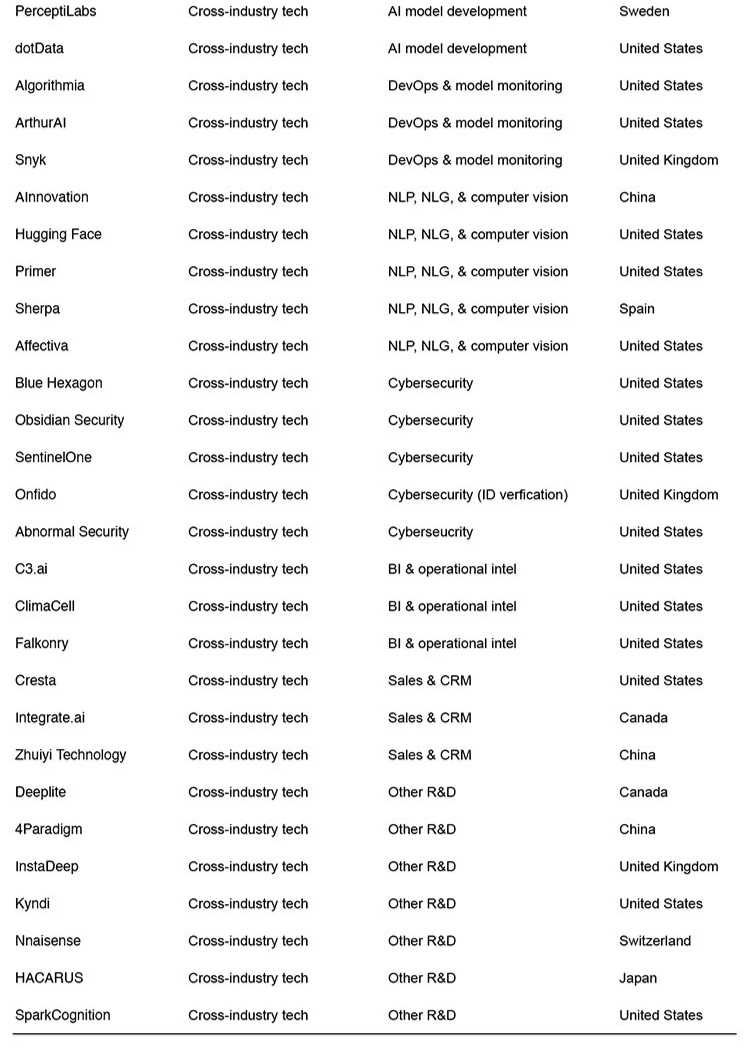 PerceptiLabs Cross-industry tech AI model development Sweden
dotData Cross-industry tech AI model development United States
Algorithmia Cross-industry tech DevOps & model monitoring United States
ArthurAI Cross-industry tech DevOps & model monitoring United States
Snyk Cross-industry tech DevOps & model monitoring United Kingdom
AInnovation Cross-industry tech NLP, NLG, & computer vision China
Hugging Face Cross-industry tech NLP, NLG, & computer vision United States
Primer Cross-industry tech NLP, NLG, & computer vision United States
Sherpa Cross-industry tech NLP, NLG, & computer vision Spain
Affectiva Cross-industry tech NLP, NLG, & computer vision United States
Blue Hexagon Cross-industry tech Cybersecurity United States
Obsidian Security Cross-industry tech Cybersecurity United States
SentinelOne Cross-industry tech Cybersecurity United States
Onfido Cross-industry tech Cybersecurity (ID verfication) United Kingdom
Abnormal Security Cross-industry tech Cyberseucrity United States
C3.ai Cross-industry tech BI & operational intel United States
ClimaCell Cross-industry tech BI & operational intel United States
Falkonry Cross-industry tech BI & operational intel United States
Cresta Cross-industry tech Sales & CRM United States
Integrate.ai Cross-industry tech Sales & CRM Canada
Zhuiyi Technology Cross-industry tech Sales & CRM China
Deeplite Cross-industry tech Other R&D Canada
4Paradigm Cross-industry tech Other R&D China
InstaDeep Cross-industry tech Other R&D United Kingdom
Kyndi Cross-industry tech Other R&D United States
Nnaisense Cross-industry tech Other R&D Switzerland
HACARUS Cross-industry tech Other R&D Japan
SparkCognition Cross-industry tech Other R&D United States